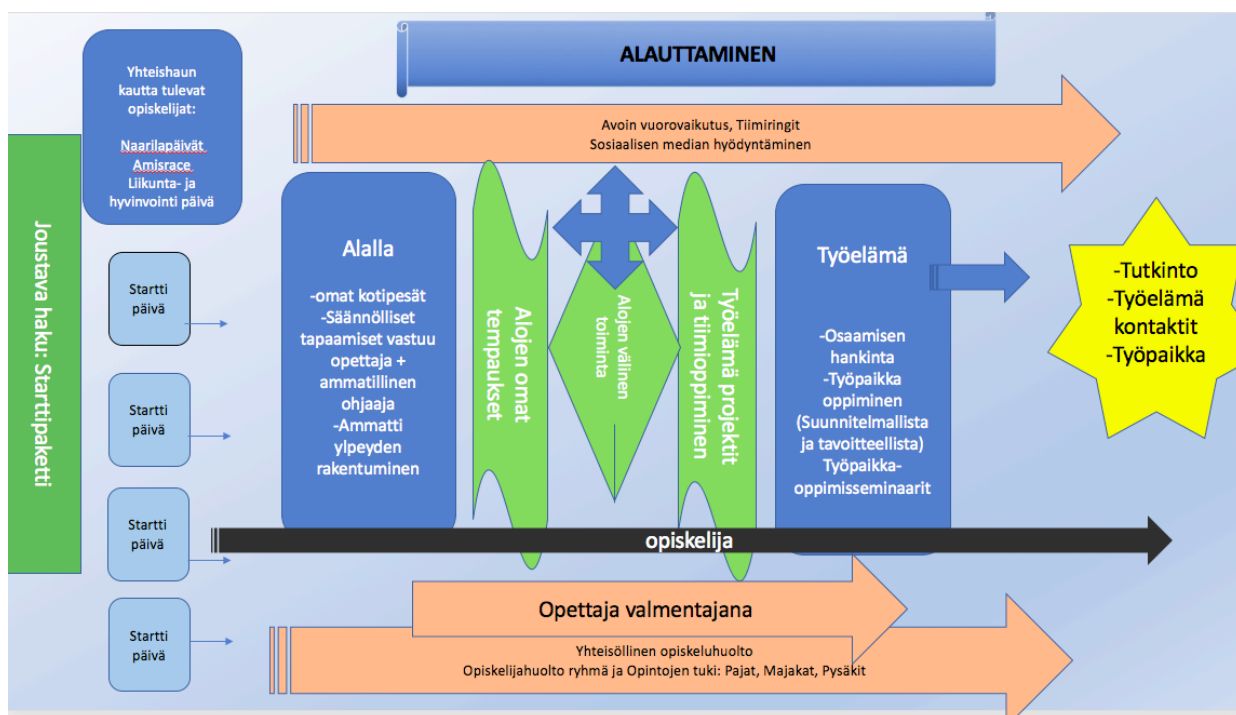 ALAUTTAMINEN
Yhteishaun
kautta tulevat
opiskelijat:
Naarilapäivät
Amisrace
Liikunta- ja
hyvinvointi päivä
Joustava haku: Starttipaketti
Startti
päivä
Startti
päivä
Startti
päivä
Startti
päivä
Avoin vuorovaikutus, Tiimiringit
Sosiaalisen median hyödyntäminen
Alalla
-omat kotipesät
-Säännölliset
tapaamiset vastuu
opettaja +
ammatillinen
ohjaaja
-Ammatti
ylpeyden
rakentuminen
Alojen omat
tempaukset
Alojen välinen
toiminta
Työelämä projektit
ja tiimioppiminen
Työelämä
-Osaamisen
hankinta
-Työpaikka
oppiminen
(Suunnitelmallista
ja tavoitteellista)
Työpaikka-
oppimisseminaarit
-Tutkinto
-Työelämä
kontaktit
-Työpaikka
opiskelija
Opettaja valmentajana
Yhteisöllinen opiskeluhuolto
Opiskelijahuolto ryhmä ja Opintojen tuki: Pajat, Majakat, Pysäkit